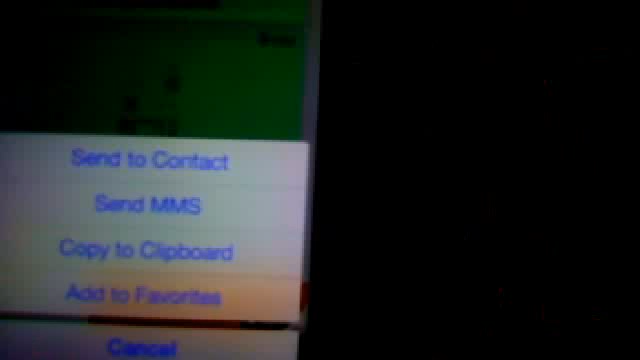 Send to Contact
Send MMS
Copy to Clipboard
Add to Favorites
Cancel